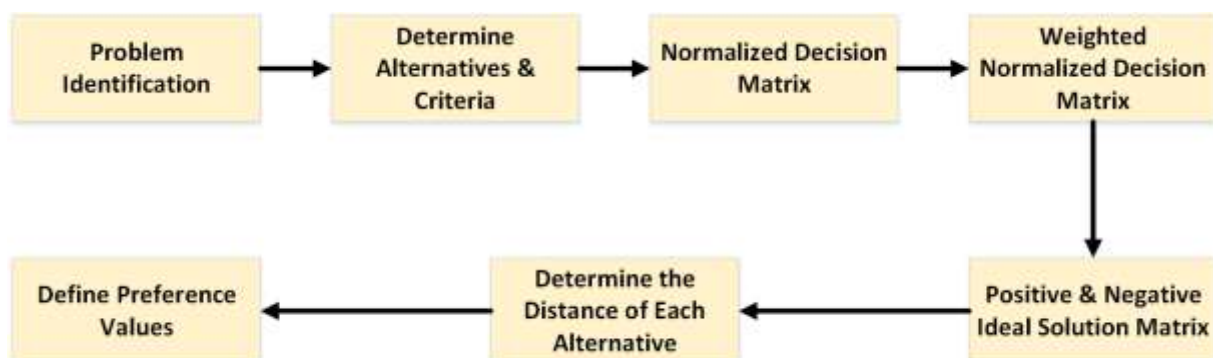 Problem
Identification
Determine
Alternatives &
Criteria
Normalized Decision
Matrix
Weighted
Normalized Decision
Matrix
Positive & Negative
Ideal Solution Matrix
Determine the
Distance of Each
Alternative
Define Preference
Values